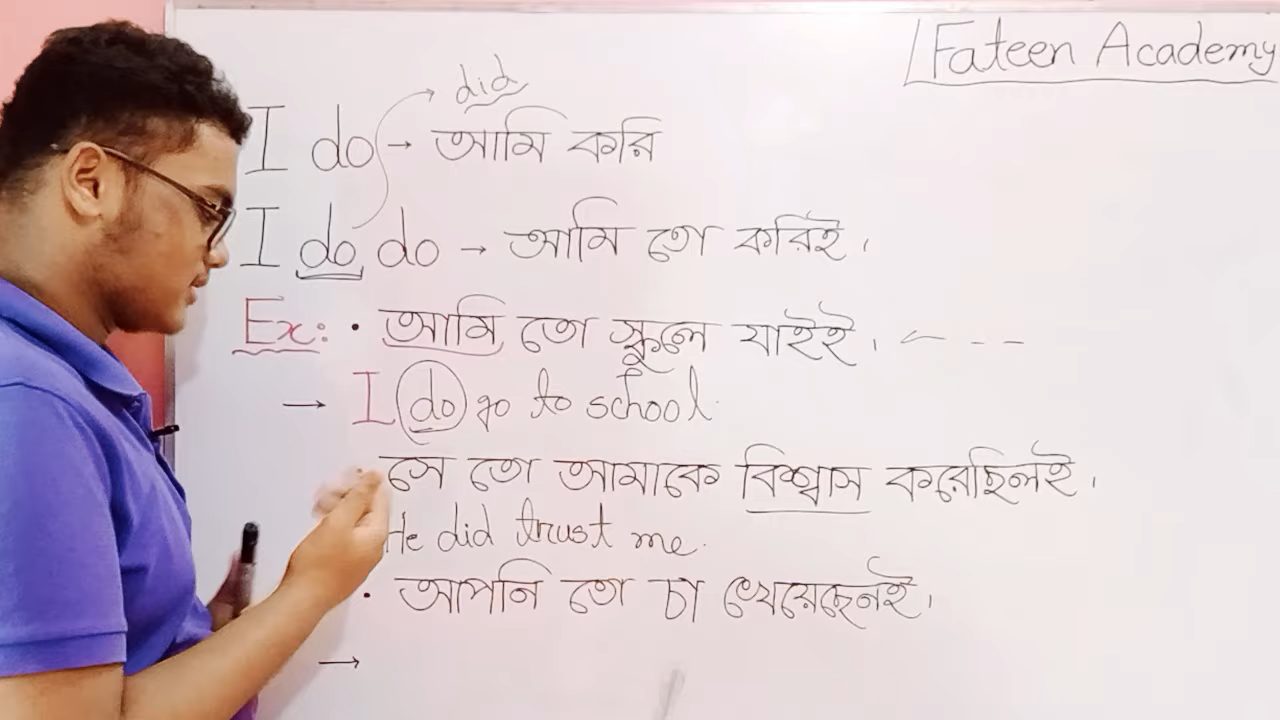 Fateen Academy
did
I do → আমি করি
I do do → আমি তো করিই।
Ex: • আমি তো স্কুলে যাইই।
→ I do go to school.
সে তো আমাকে বিশ্বাস করেছিলই।
He did trust me.
• আপনি তো চা খেয়েছেনই।
→